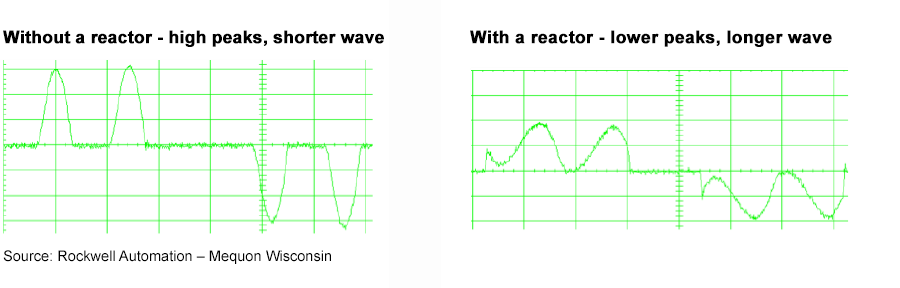 Without a reactor - high peaks, shorter wave
With a reactor - lower peaks, longer wave
Source: Rockwell Automation – Mequon Wisconsin